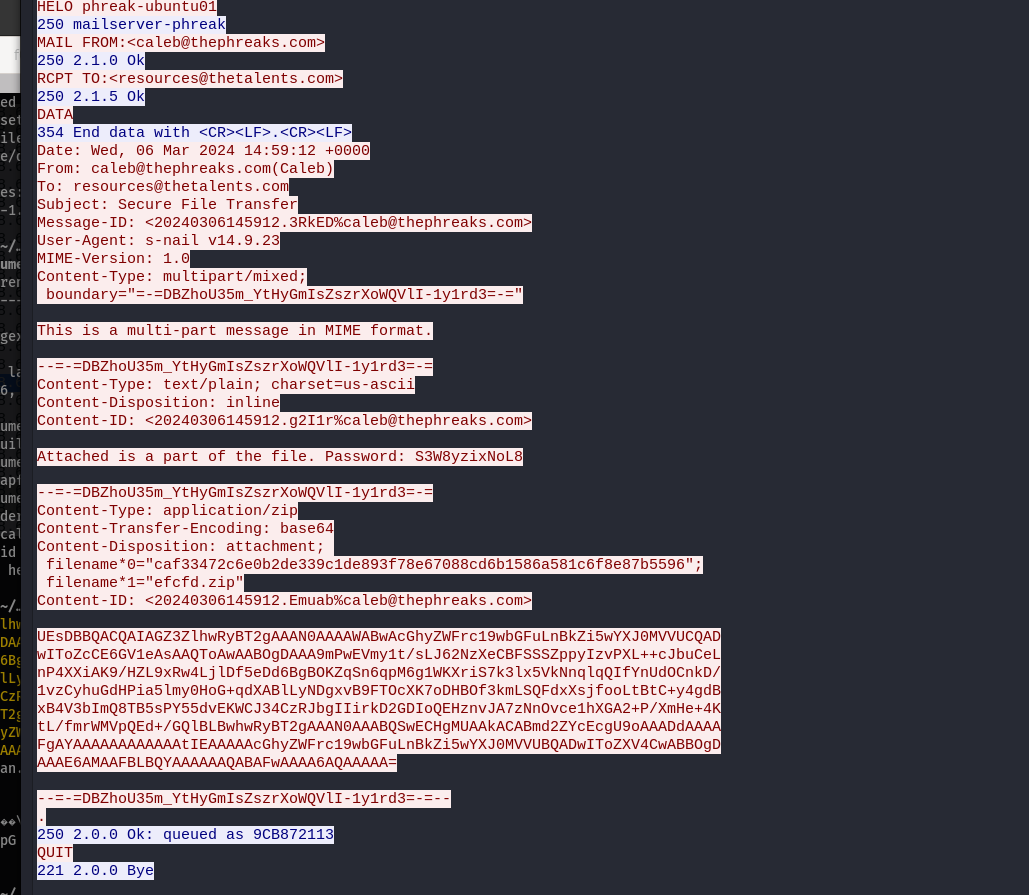 HELO phreak-ubuntu01
250 mailserver-phreak
MAIL FROM:<caleb@thephreaks.com>
250 2.1.0 Ok
RCPT TO:<resources@thetalents.com>
250 2.1.5 Ok
DATA
354 End data with <CR><LF>.<CR><LF>
Date: Wed, 06 Mar 2024 14:59:12 +0000
From: caleb@thephreaks.com(Caleb)
To: resources@thetalents.com
Subject: Secure File Transfer
Message-ID: <20240306145912.3RkED%caleb@thephreaks.com>
User-Agent: s-nail v14.9.23
MIME-Version: 1.0
Content-Type: multipart/mixed;
 boundary="=-=DBZhoU35m_YtHyGmIsZszrXoWQVlI-1y1rd3=-="

This is a multi-part message in MIME format.

--=-=DBZhoU35m_YtHyGmIsZszrXoWQVlI-1y1rd3=-=
Content-Type: text/plain; charset=us-ascii
Content-Disposition: inline
Content-ID: <20240306145912.g2I1r%caleb@thephreaks.com>

Attached is a part of the file. Password: S3W8yzixNoL8

--=-=DBZhoU35m_YtHyGmIsZszrXoWQVlI-1y1rd3=-=
Content-Type: application/zip
Content-Transfer-Encoding: base64
Content-Disposition: attachment; 
 filename*0="caf33472c6e0b2de339c1de893f78e67088cd6b1586a581c6f8e87b5596";
 filename*1="efcfd.zip"
Content-ID: <20240306145912.Emuab%caleb@thephreaks.com>

UEsDBBQACQAIAGZ3ZlhwRyBT2gAAAN0AAAAWABwAcGhyZWFrc19wbGFuLnBkZi5wYXJ0MVVUCQAD
wIToZcCE6GV1eAsAAQToAwAABOgDAAA9mPwEVmy1t/sLJ62NzXeCBFSSSZppyIzvPXL++cJbuCeL
nP4XXiAK9/HZL9xRw4LjlDf5eDd6BgBOKZqSn6qpM6g1WKXriS7k3lx5VkNnqlqQIfYnUdOCnkD/
1vzCyhuGdHPia5lmy0HoG+qdXABlLyNDgxvB9FTOcXK7oDHBOf3kmLSQFdxXsjfooLtBtC+y4gdB
xB4V3bImQ8TB5sPY55dvEKWCJ34CzRJbgIIirkD2GDIoQEHznvJA7zNnOvce1hXGA2+P/XmHe+4K
tL/fmrWMVpQEd+/GQlBLBwhwRyBT2gAAAN0AAABQSwECHgMUAAkACABmd2ZYcEcgU9oAAADdAAAA
FgAYAAAAAAAAAAAAtIEAAAAAcGhyZWFrc19wbGFuLnBkZi5wYXJ0MVVUBQADwIToZXV4CwABBOgD
AAAE6AMAAFBLBQYAAAAAAQABAFwAAAA6AQAAAAA=

--=-=DBZhoU35m_YtHyGmIsZszrXoWQVlI-1y1rd3=-=--
.
250 2.0.0 Ok: queued as 9CB872113
QUIT
221 2.0.0 Bye